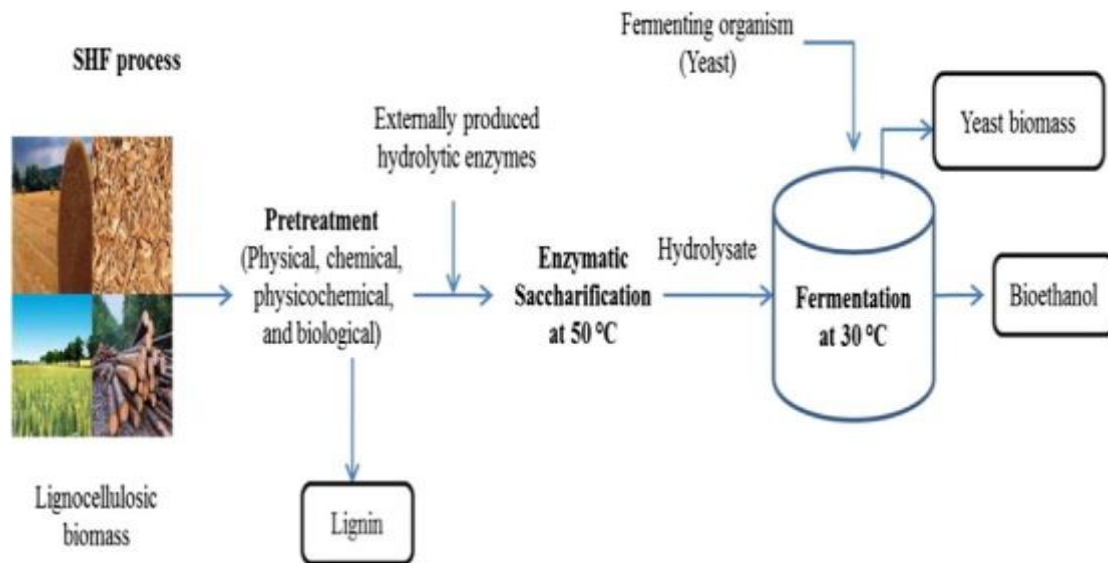 SHF process
Lignocellulosic
biomass
Pretreatment
(Physical, chemical,
physicochemical,
and biological)
Lignin
Externally produced
hydrolytic enzymes
Enzymatic
Saccharification
at 50 °C
Hydrolysate
Fermenting organism
(Yeast)
Fermentation
at 30 °C
Yeast biomass
Bioethanol